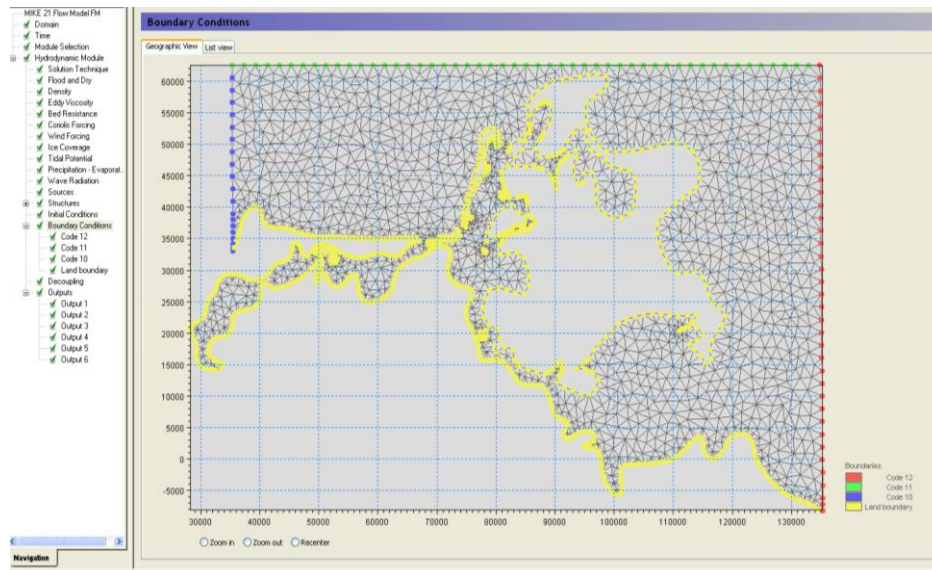 MIKE 21 Flow Model FM
Domain
Time
Module Selection
Hydrodynamic Module
Solution Technique
Flood and Dry
Density
Eddy Viscosity
Bed Resistance
Coriolis Forcing
Wind Forcing
Ice Coverage
Tidal Potential
Precipitation - Evaporat..
Wave Radiation
Sources
Structures
Initial Conditions
Boundary Conditions
Code 12
Code 11
Code 10
Land boundary
Decoupling
Outputs
Output 1
Output 2
Output 3
Output 4
Output 5
Output 6
Navigation
Boundary Conditions
Geographic View List view
60000
55000
50000
45000
40000
35000
30000
25000
20000
15000
10000
5000
0
-5000
30000 40000 50000 60000 70000 80000 90000 100000 110000 120000 130000
Boundaries
Code 12
Code 11
Code 10
Land boundary
Zoom in Zoom out Recenter